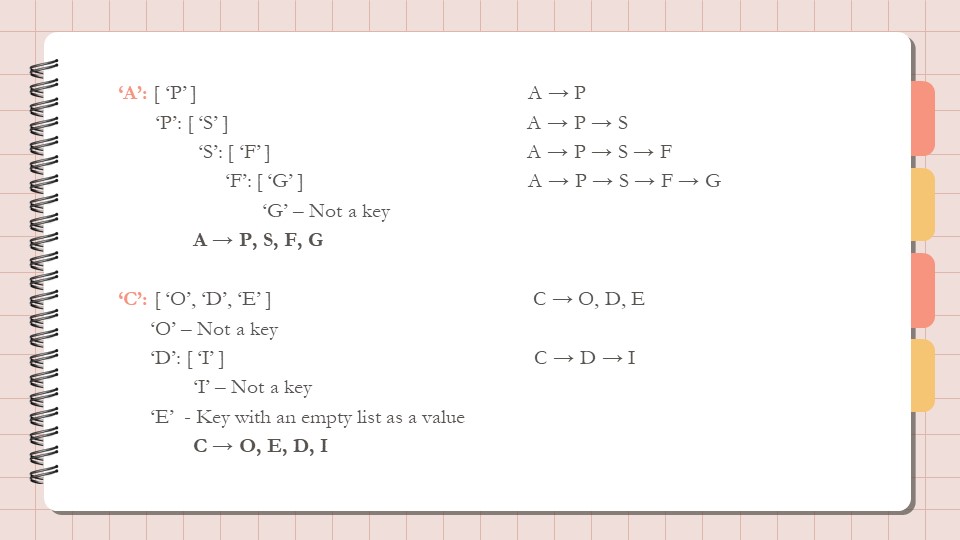 ‘A’: [ ‘P’ ] A → P
‘P’: [ ‘S’ ] A → P → S
‘S’: [ ‘F’ ] A → P → S → F
‘F’: [ ‘G’ ] A → P → S → F → G
‘G’ – Not a key
A → P, S, F, G
‘C’: [ ‘O’, ‘D’, ‘E’ ] C → O, D, E
‘O’ – Not a key
‘D’: [ ‘I’ ] C → D → I
‘I’ – Not a key
‘E’ - Key with an empty list as a value
C → O, E, D, I